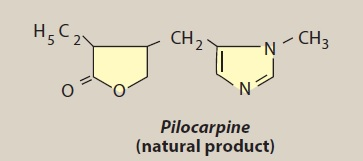 H5C2 CH2 N CH3
O O N
Pilocarpine
(natural product)